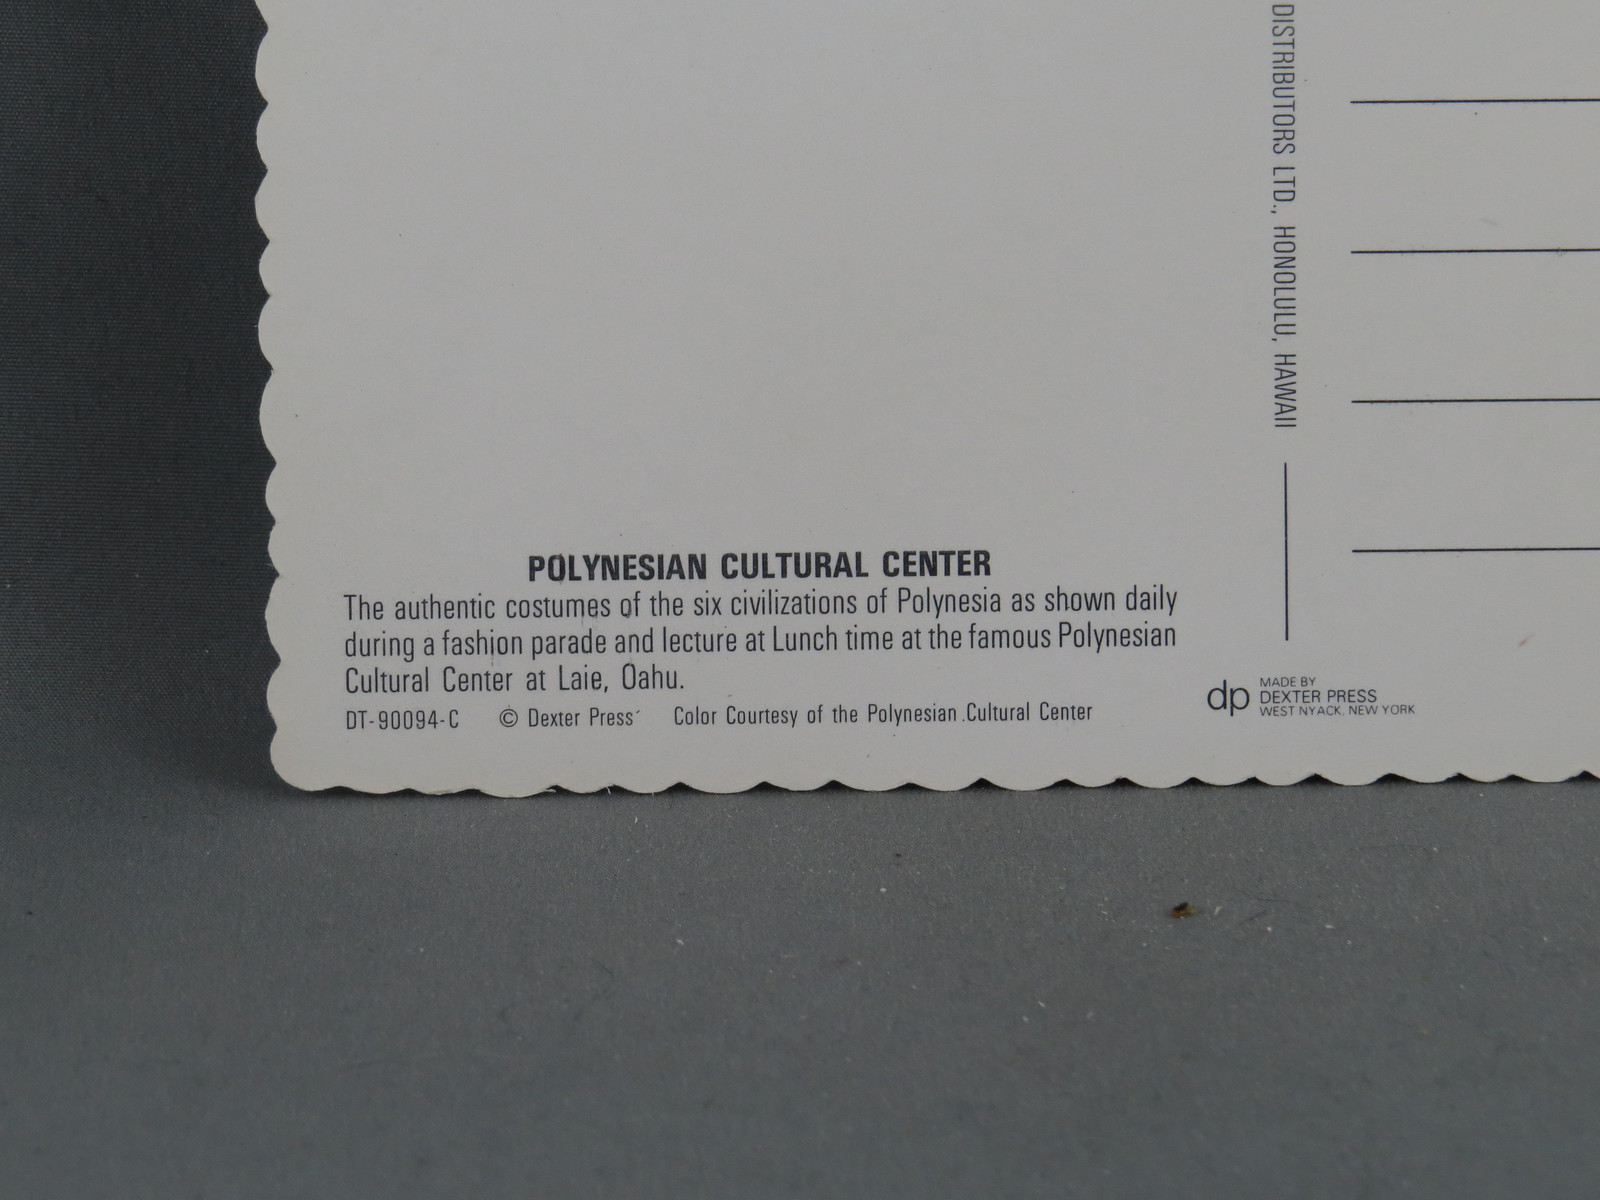 DISTRIBUTORS LTD., HONOLULU, HAWAII
POLYNESIAN CULTURAL CENTER
The authentic costumes of the six civilizations of Polynesia as shown daily
during a fashion parade and lecture at Lunch time at the famous Polynesian
Cultural Center at Laie, Oahu.
DT-90094-C © Dexter Press Color Courtesy of the Polynesian Cultural Center
dp
MADE BY
DEXTER PRESS
WEST NYACK, NEW YORK